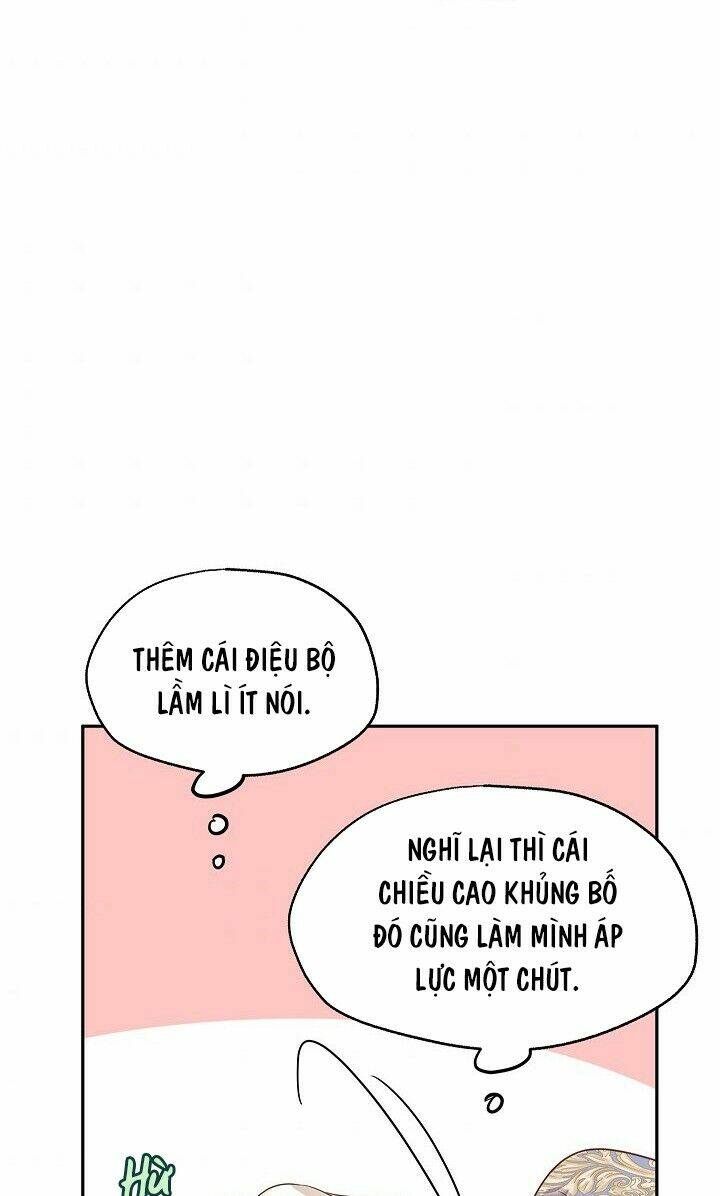 THÊM CÁI ĐIỆU BỘ
LẦM LÌ ÍT NÓI.
NGHĨ LẠI THÌ CÁI
CHIỀU CAO KHỦNG BỐ
ĐÓ CŨNG LÀM MÌNH ÁP
LỰC MỘT CHÚT.
HỪ